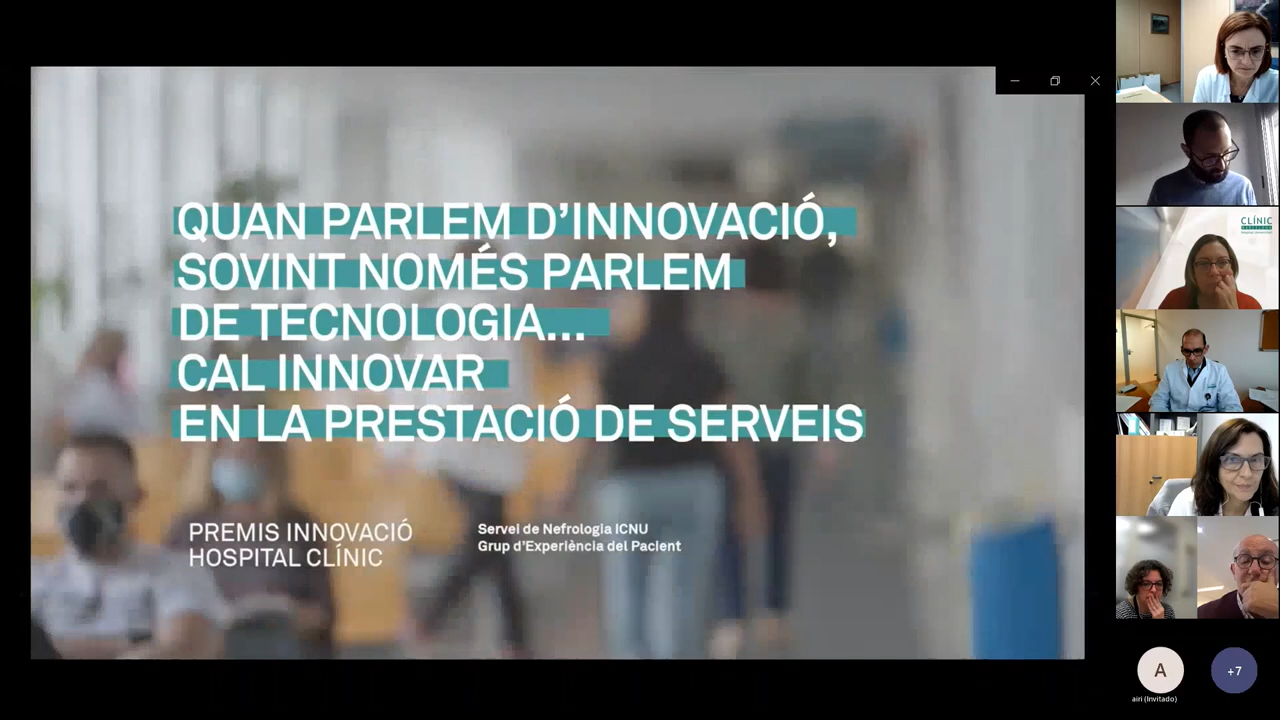 QUAN PARLEM D’INNOVACIÓ,
SOVINT NOMÉS PARLEM
DE TECNOLOGIA...
CAL INNOVAR
EN LA PRESTACIÓ DE SERVEIS
PREMIS INNOVACIÓ
HOSPITAL CLÍNIC
Servei de Nefrologia ICNU
Grup d’Experiència del Pacient
CLÍNIC
BARCELONA
A
+7
airi (Invitado)